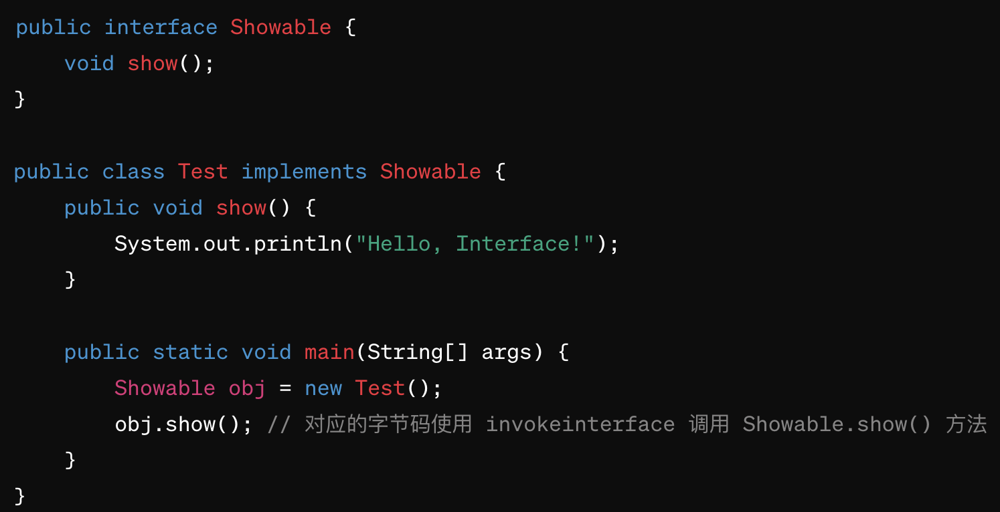 public interface Showable {
    void show();
}

public class Test implements Showable {
    public void show() {
        System.out.println("Hello, Interface!");
    }

    public static void main(String[] args) {
        Showable obj = new Test();
        obj.show(); // 对应的字节码使用 invokeinterface 调用 Showable.show() 方法
    }
}